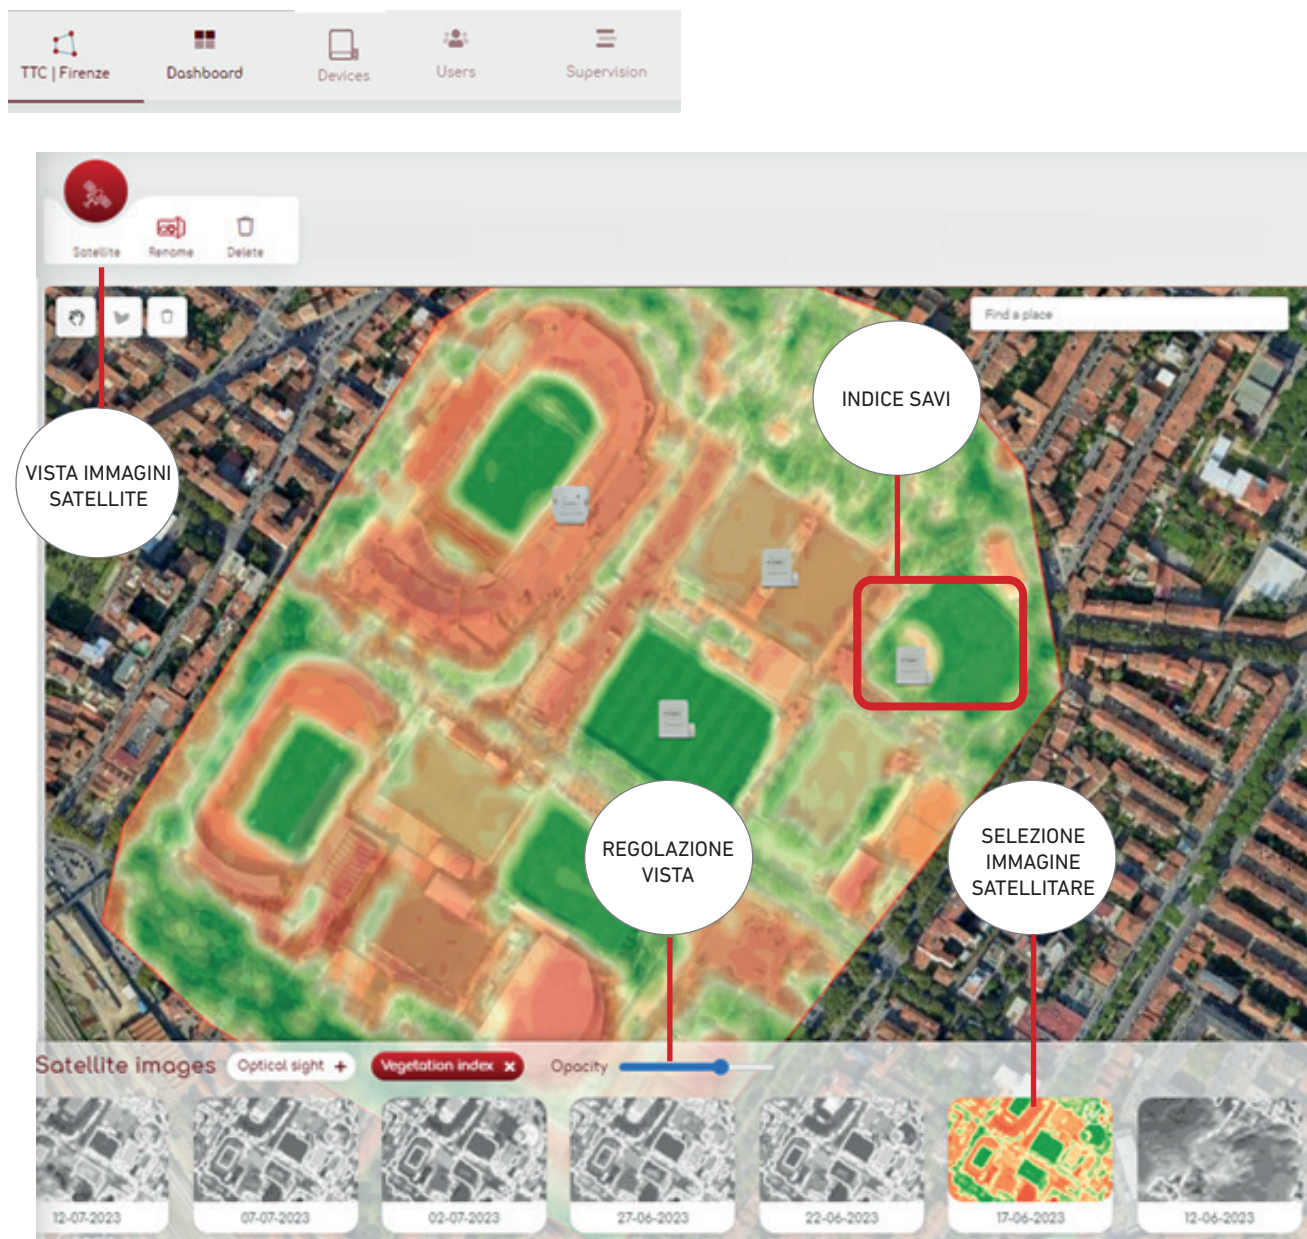 TTC | Firenze
Dashboard
Devices
Users
Supervision
Satellite
Rename
Delete
Find a place
INDICE SAVI
VISTA IMMAGINI
SATELLITE
REGOLAZIONE
VISTA
SELEZIONE
IMMAGINE
SATELLITARE
Satellite images
Optical sight +
Vegetation index ×
Opacity
12-07-2023
07-07-2023
02-07-2023
27-06-2023
22-06-2023
17-06-2023
12-06-2023